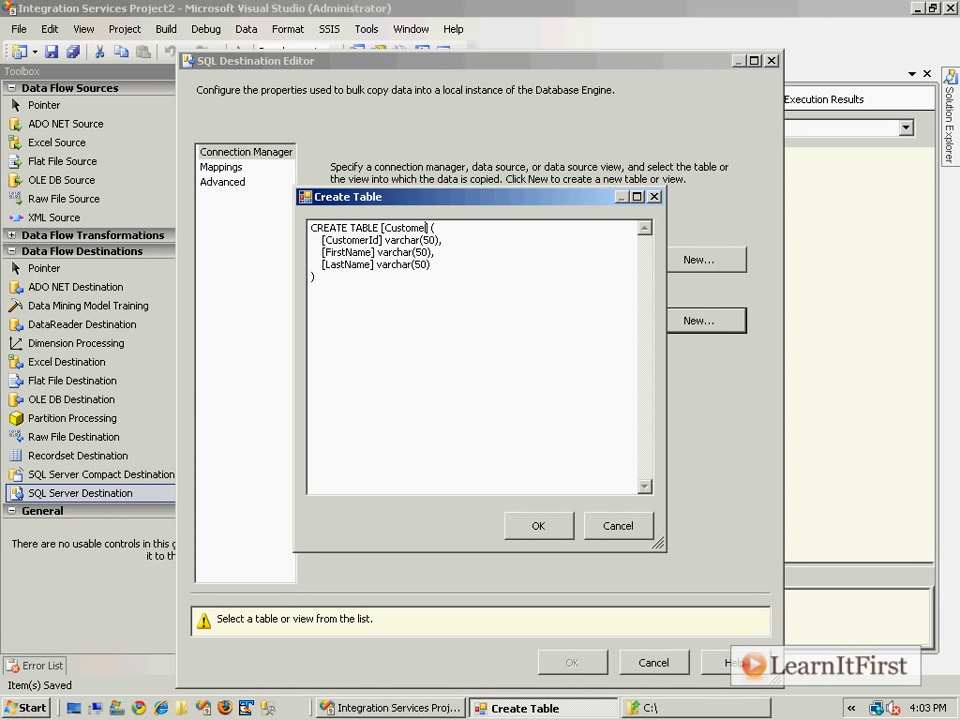 Integration Services Project2 - Microsoft Visual Studio (Administrator)
File Edit View Project Build Debug Data Format SSIS Tools Window Help
Toolbox
Data Flow Sources
Pointer
ADO NET Source
Excel Source
Flat File Source
OLE DB Source
Raw File Source
XML Source
Data Flow Transformations
Data Flow Destinations
Pointer
ADO NET Destination
Data Mining Model Training
DataReader Destination
Dimension Processing
Excel Destination
Flat File Destination
OLE DB Destination
Partition Processing
Raw File Destination
Recordset Destination
SQL Server Compact Destination
SQL Server Destination
General
There are no usable controls in this g
it to th
Error List
Item(s) Saved
SQL Destination Editor
Configure the properties used to bulk copy data into a local instance of the Database Engine.
Connection Manager
Mappings
Advanced
Specify a connection manager, data source, or data source view, and select the table or
the view into which the data is copied. Click New to create a new table or view.
New...
New...
Create Table
CREATE TABLE [Custome] (
[CustomerId] varchar(50),
[FirstName] varchar(50),
[LastName] varchar(50)
)
OK Cancel
Select a table or view from the list.
OK Cancel Help
Execution Results
Solution Explorer
LearnItFirst
Start
Integration Services Proj...
Create Table
C:\
4:03 PM